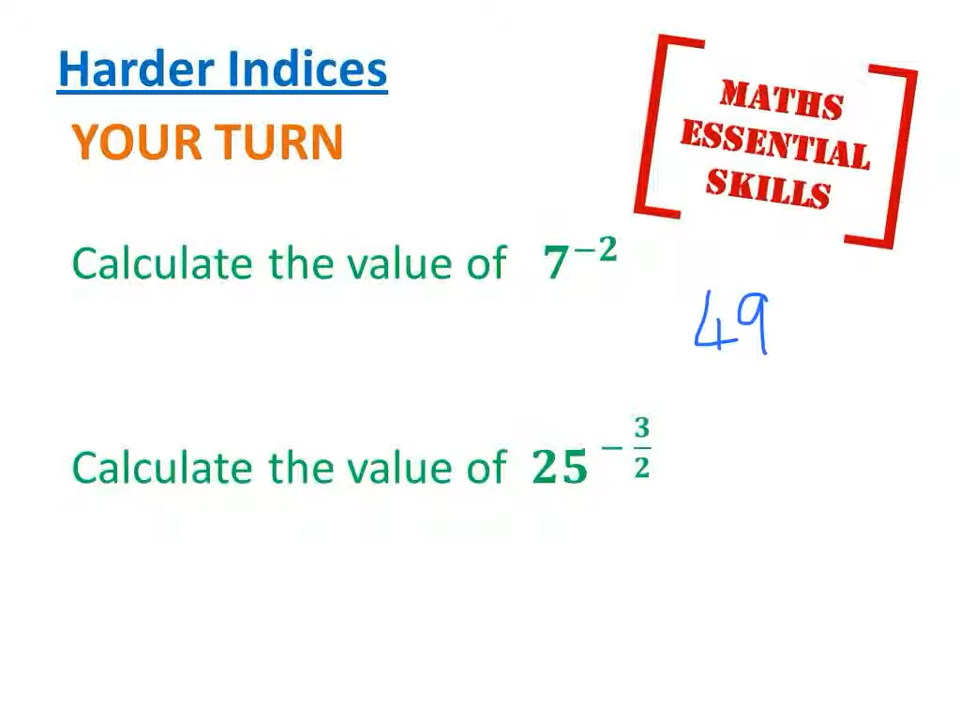 Harder Indices
YOUR TURN
MATHS
ESSENTIAL
SKILLS
Calculate the value of 7⁻²
49
Calculate the value of 25^(-3/2)